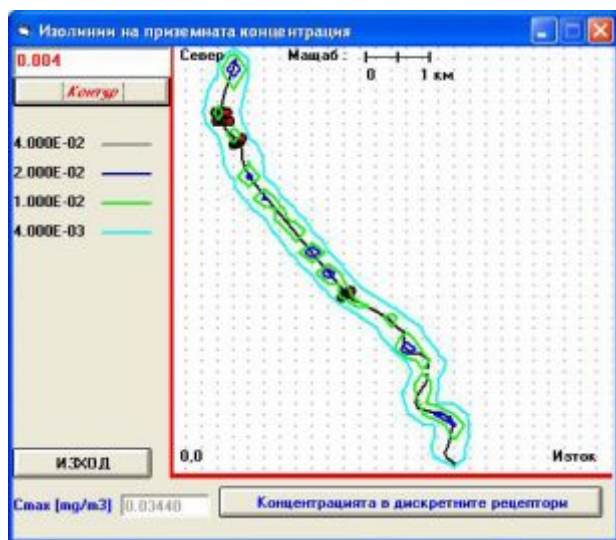 Изолинии на приземната концентрация
0.004
Север
Мащаб :
0 1 км
Контур
4.000E-02
2.000E-02
1.000E-02
4.000E-03
ИЗХОД
0,0
Изток
Cmax [mg/m3] 0.03440
Концентрацията в дискретните рецептори